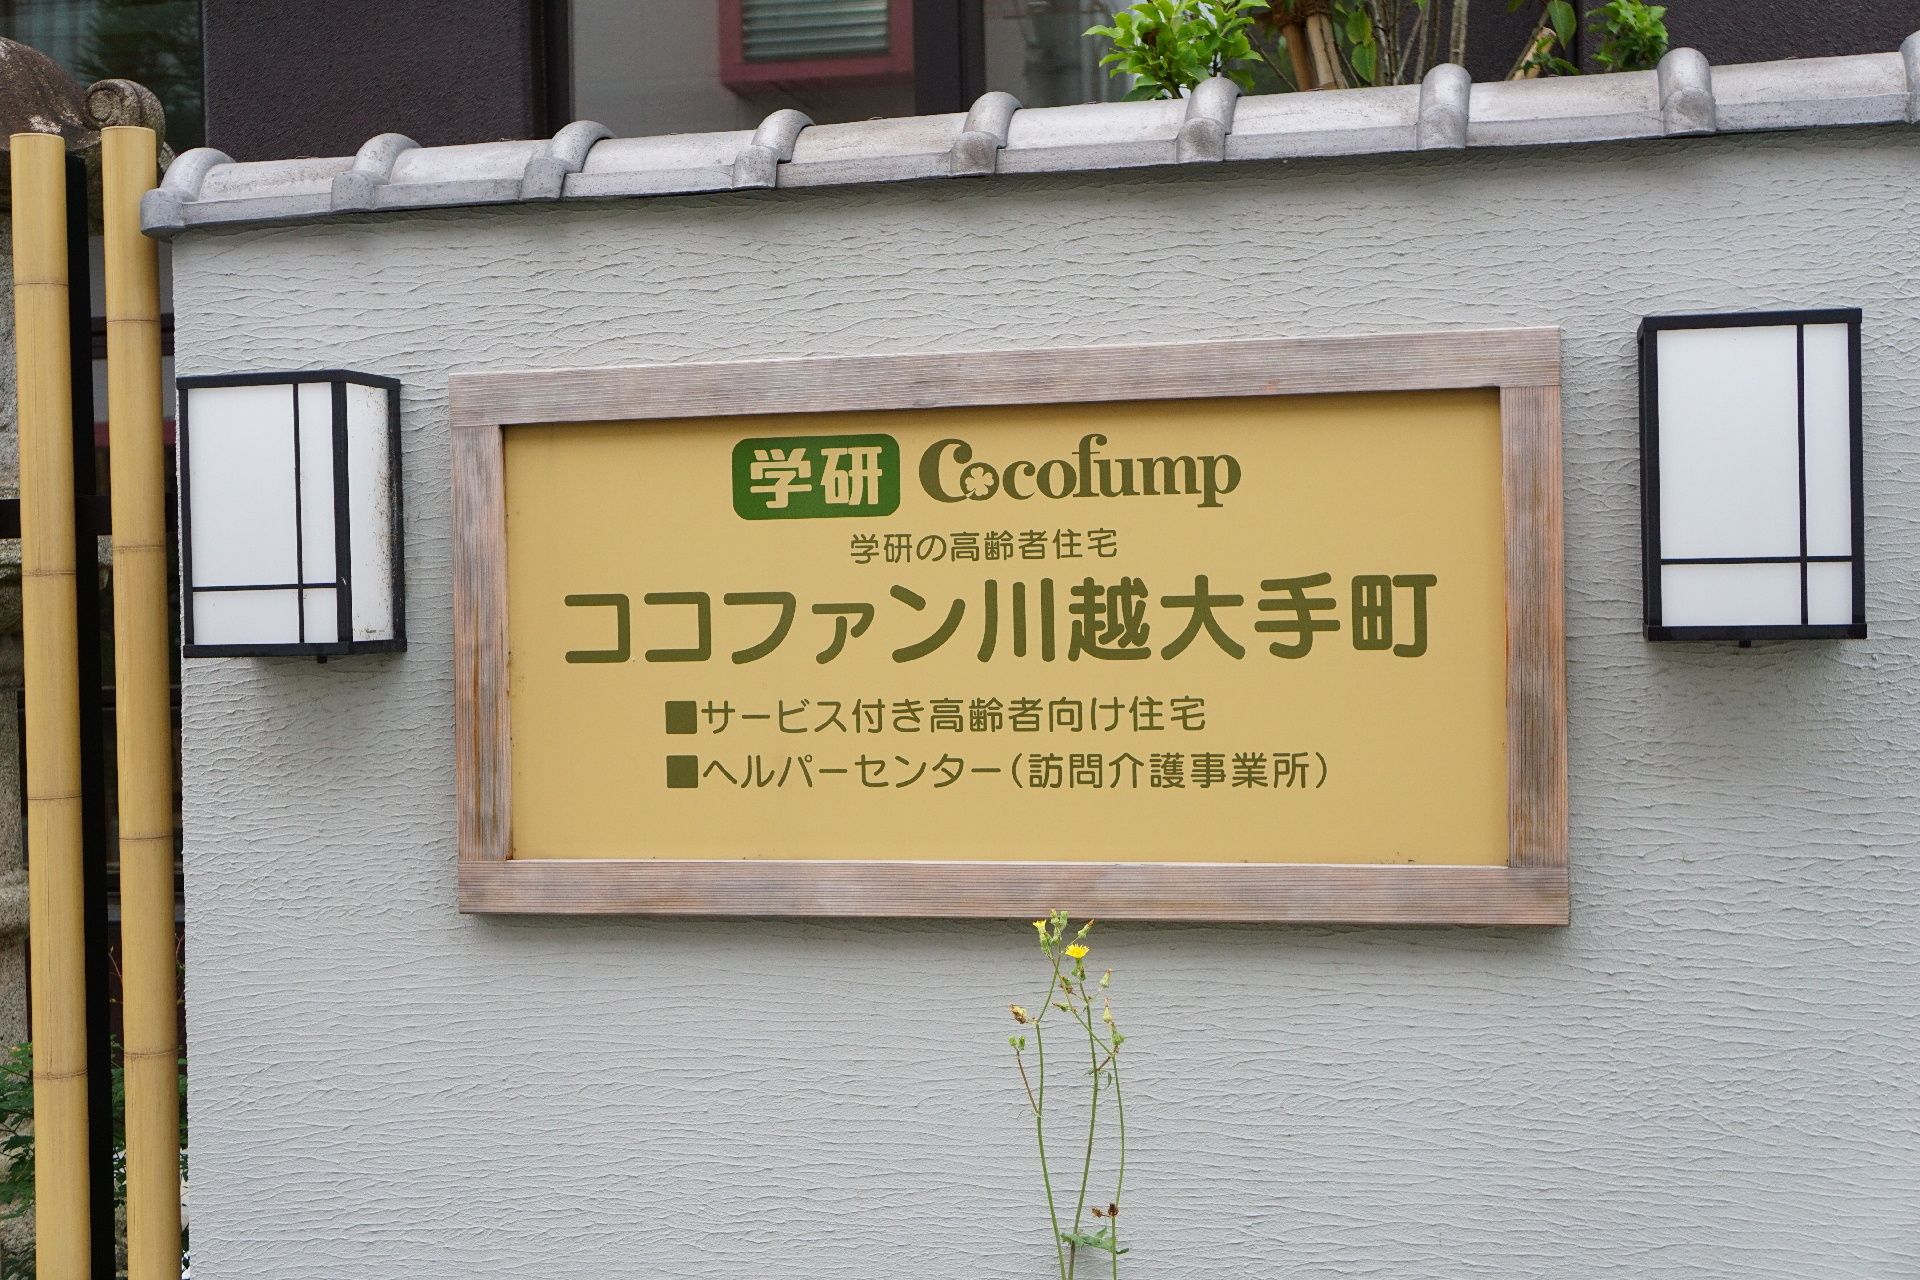 学研 Cocofump
学研の高齢者住宅
ココファン川越大手町
■サービス付き高齢者向け住宅
■ヘルパーセンター(訪問介護事業所)